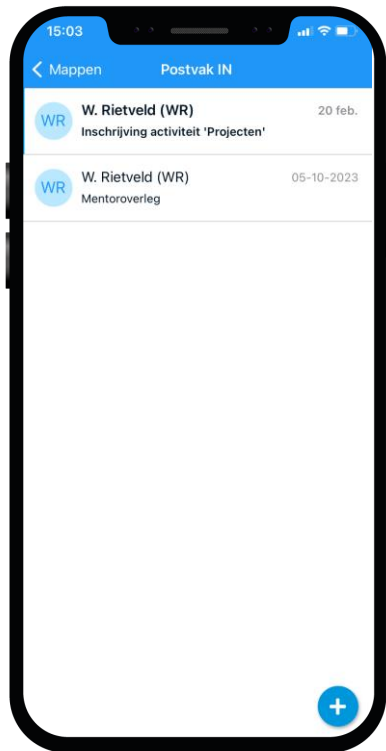 15:03
Mappen Postvak IN
WR
W. Rietveld (WR) 20 feb.
Inschrijving activiteit 'Projecten'
WR
W. Rietveld (WR) 05-10-2023
Mentoroverleg